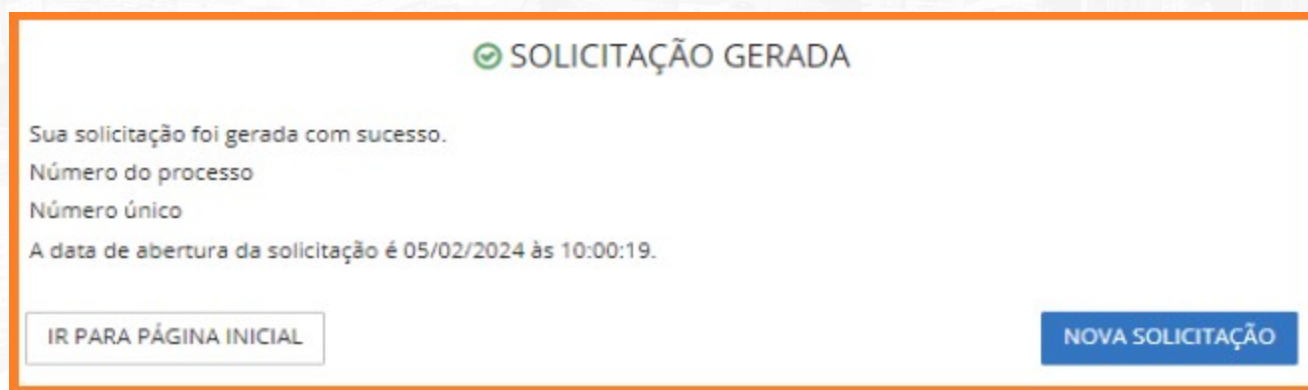 SOLICITAÇÃO GERADA
Sua solicitação foi gerada com sucesso.
Número do processo
Número único
A data de abertura da solicitação é 05/02/2024 às 10:00:19.
IR PARA PÁGINA INICIAL
NOVA SOLICITAÇÃO